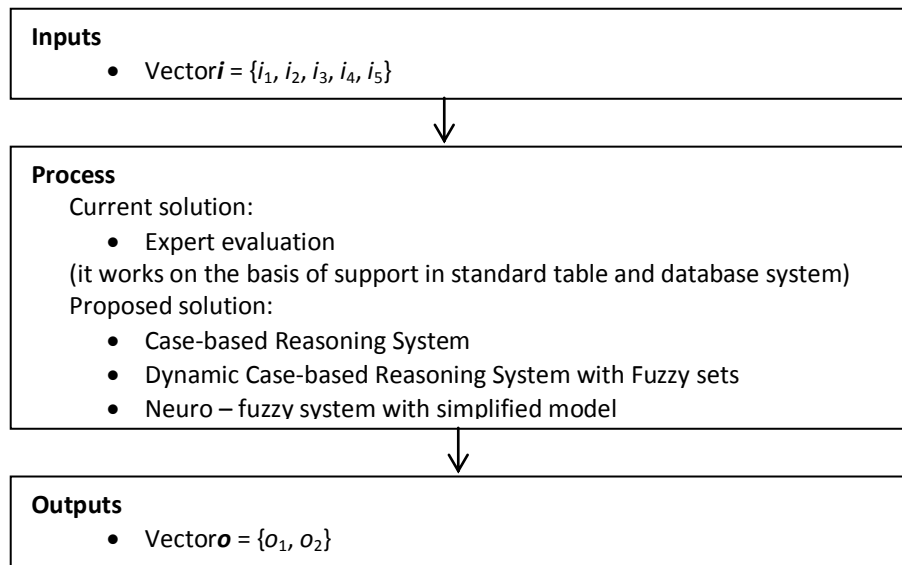 Inputs
• Vectori = {i₁, i₂, i₃, i₄, i₅}
Process
Current solution:
• Expert evaluation
(it works on the basis of support in standard table and database system)
Proposed solution:
• Case-based Reasoning System
• Dynamic Case-based Reasoning System with Fuzzy sets
• Neuro – fuzzy system with simplified model
Outputs
• Vectoro = {o₁, o₂}